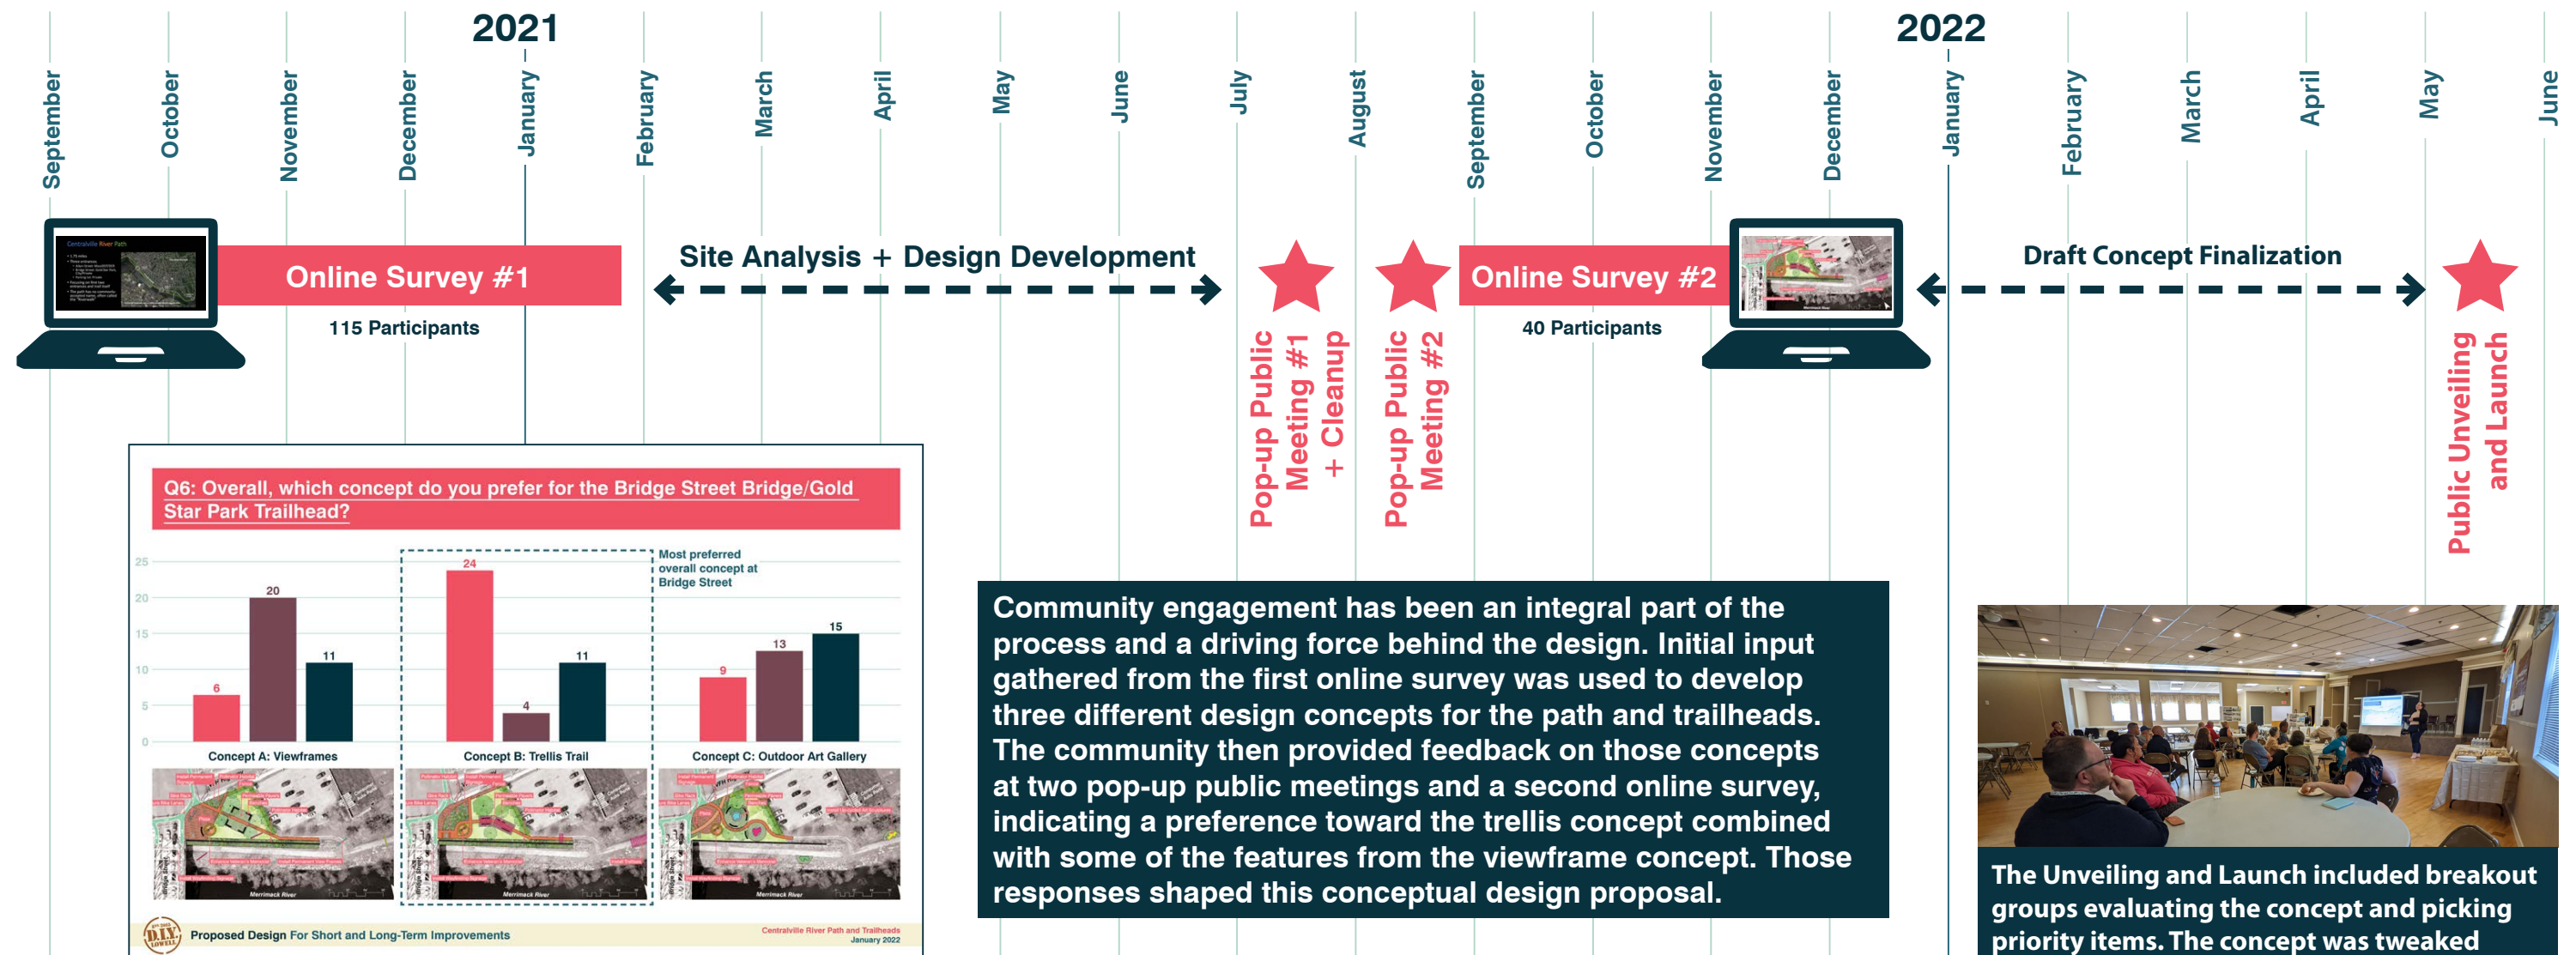 2021
2022
September
October
November
December
January
February
March
April
May
June
July
August
September
October
November
December
January
February
March
April
May
June
Centralville River Path
Online Survey #1
115 Participants
Site Analysis + Design Development
Pop-up Public
Meeting #1
+ Cleanup
Pop-up Public
Meeting #2
Online Survey #2
40 Participants
Draft Concept Finalization
Public Unveiling
and Launch
Q6: Overall, which concept do you prefer for the Bridge Street Bridge/Gold
Star Park Trailhead?
Most preferred
overall concept at
Bridge Street
25
20
15
10
5
0
6
20
11
24
4
11
9
13
15
Concept A: Viewframes
Concept B: Trellis Trail
Concept C: Outdoor Art Gallery
Merrimack River
Merrimack River
Merrimack River
D.I.Y.
LOWELL
Proposed Design For Short and Long-Term Improvements
Centralville River Path and Trailheads
January 2022
Community engagement has been an integral part of the
process and a driving force behind the design. Initial input
gathered from the first online survey was used to develop
three different design concepts for the path and trailheads.
The community then provided feedback on those concepts
at two pop-up public meetings and a second online survey,
indicating a preference toward the trellis concept combined
with some of the features from the viewframe concept. Those
responses shaped this conceptual design proposal.
The Unveiling and Launch included breakout
groups evaluating the concept and picking
priority items. The concept was tweaked